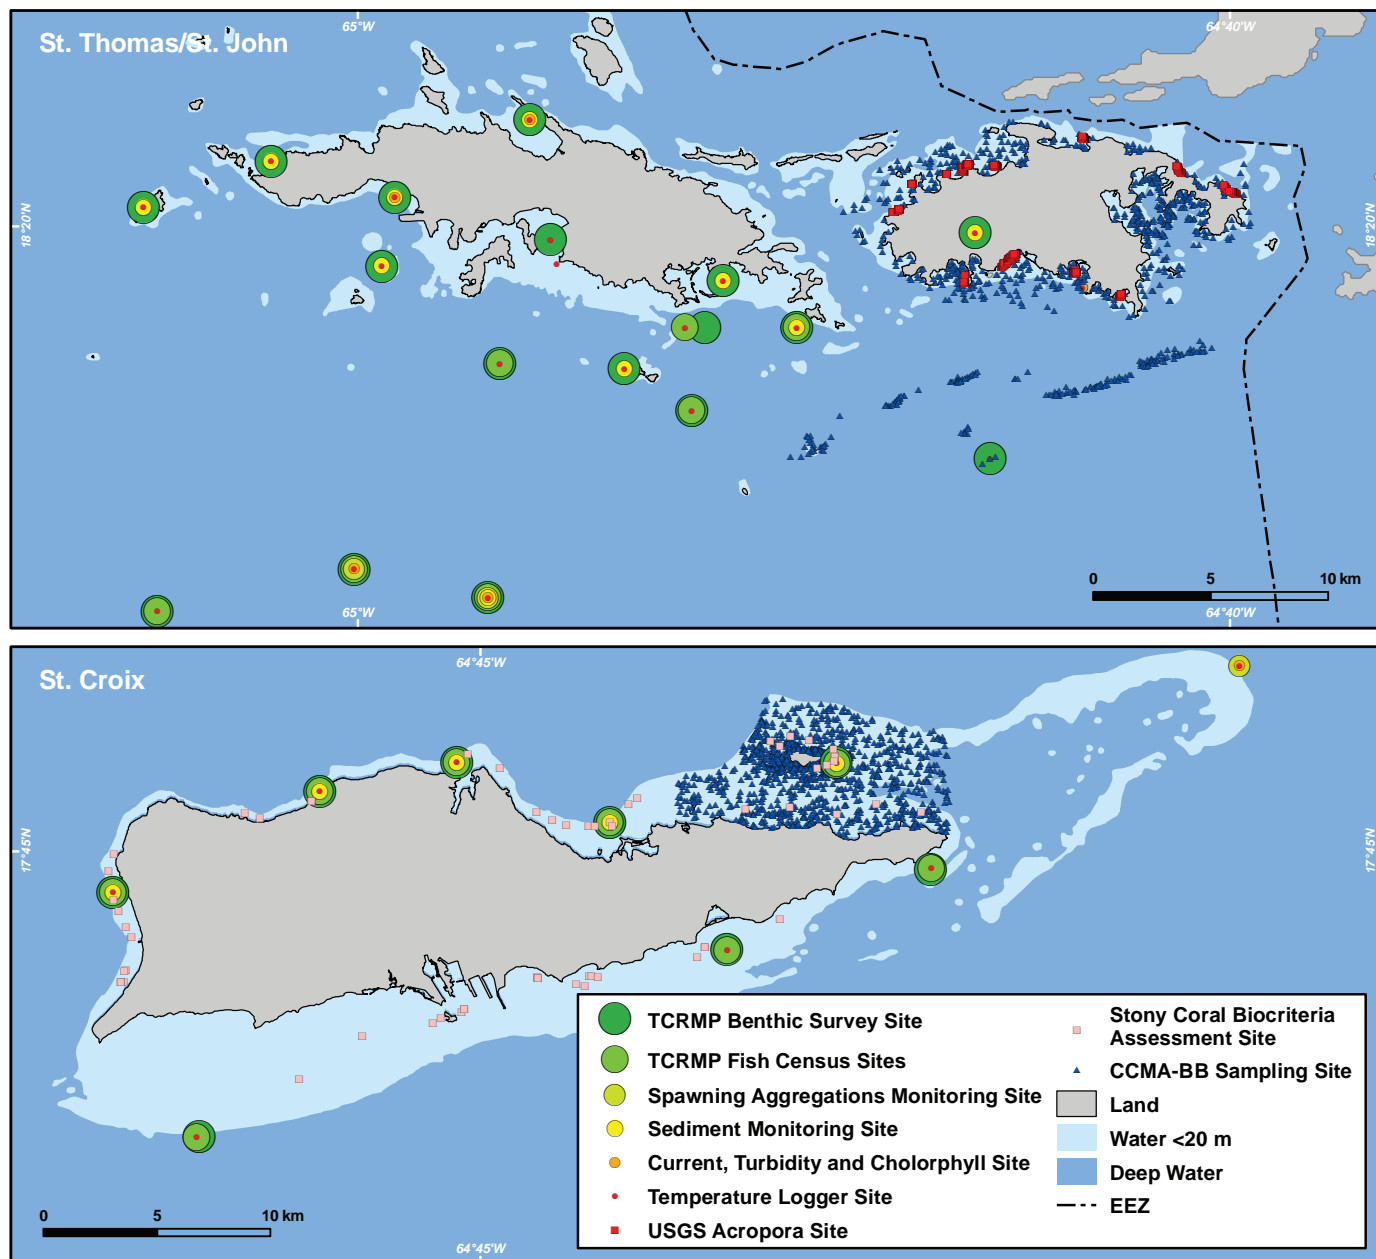 St. Thomas/St. John
65°W
64°40'W
18°20'N
18°20'N
0 5 10 km
65°W
64°40'W
St. Croix
64°45'W
17°45'N
17°45'N
TCRMP Benthic Survey Site
TCRMP Fish Census Sites
Spawning Aggregations Monitoring Site
Sediment Monitoring Site
Current, Turbidity and Cholorphyll Site
Temperature Logger Site
USGS Acropora Site
Stony Coral Biocriteria
Assessment Site
CCMA-BB Sampling Site
Land
Water <20 m
Deep Water
EEZ
0 5 10 km
64°45'W